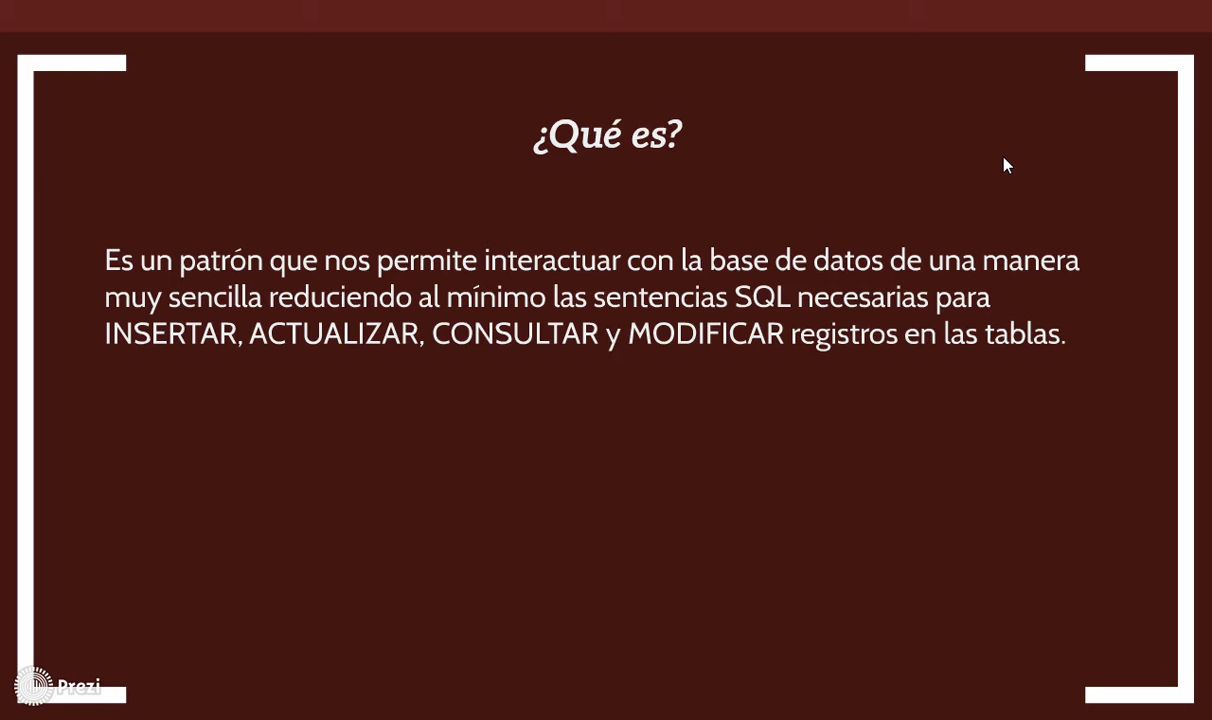 ¿Qué es?
Es un patrón que nos permite interactuar con la base de datos de una manera
muy sencilla reduciendo al mínimo las sentencias SQL necesarias para
INSERTAR, ACTUALIZAR, CONSULTAR y MODIFICAR registros en las tablas.
Prezi